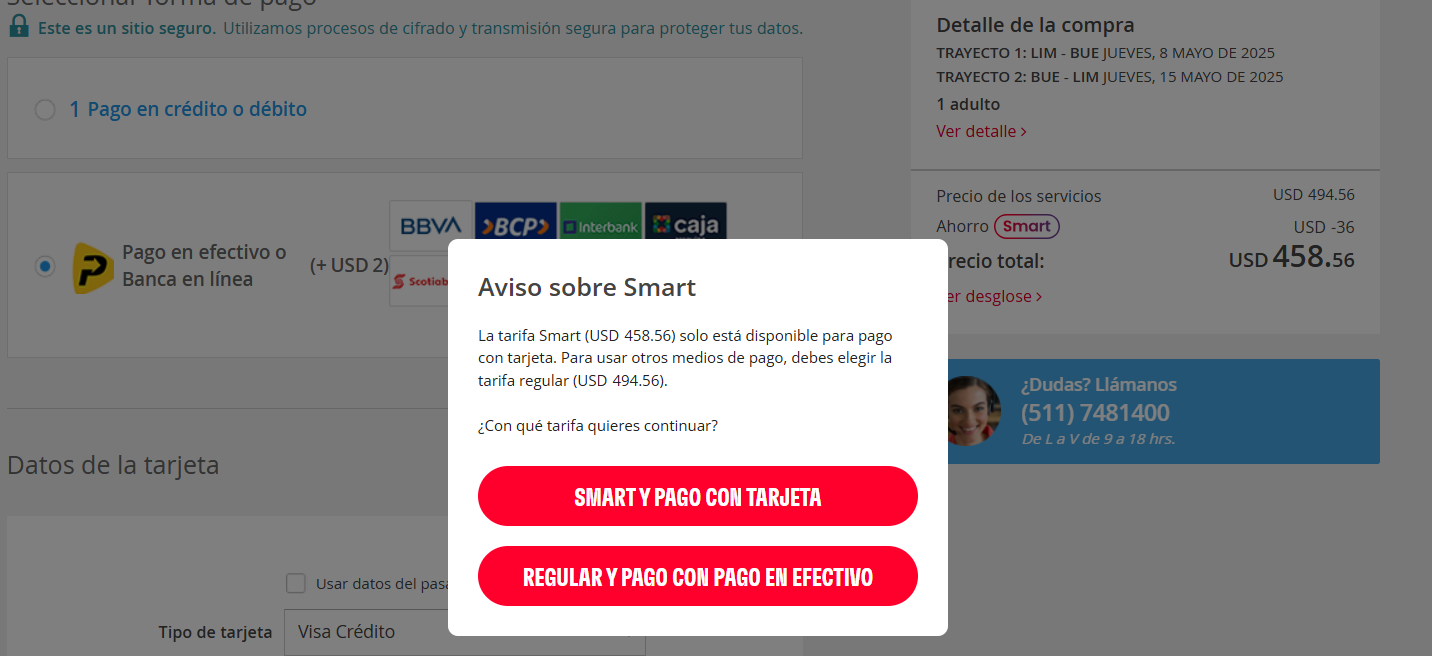 Seleccionar forma de pago
Este es un sitio seguro. Utilizamos procesos de cifrado y transmisión segura para proteger tus datos.
1 Pago en crédito o débito
Pago en efectivo o
Banca en línea
(+ USD 2)
BBVA
BCP
Interbank
caja
Scotiab
Datos de la tarjeta
Usar datos del pasa
Tipo de tarjeta
Visa Crédito
Aviso sobre Smart
La tarifa Smart (USD 458.56) solo está disponible para pago
con tarjeta. Para usar otros medios de pago, debes elegir la
tarifa regular (USD 494.56).
¿Con qué tarifa quieres continuar?
SMART Y PAGO CON TARJETA
REGULAR Y PAGO CON PAGO EN EFECTIVO
Detalle de la compra
TRAYECTO 1: LIM - BUE JUEVES, 8 MAYO DE 2025
TRAYECTO 2: BUE - LIM JUEVES, 15 MAYO DE 2025
1 adulto
Ver detalle >
Precio de los servicios USD 494.56
Ahorro Smart USD -36
recio total: USD 458.56
er desglose >
¿Dudas? Llámanos
(511) 7481400
De L a V de 9 a 18 hrs.